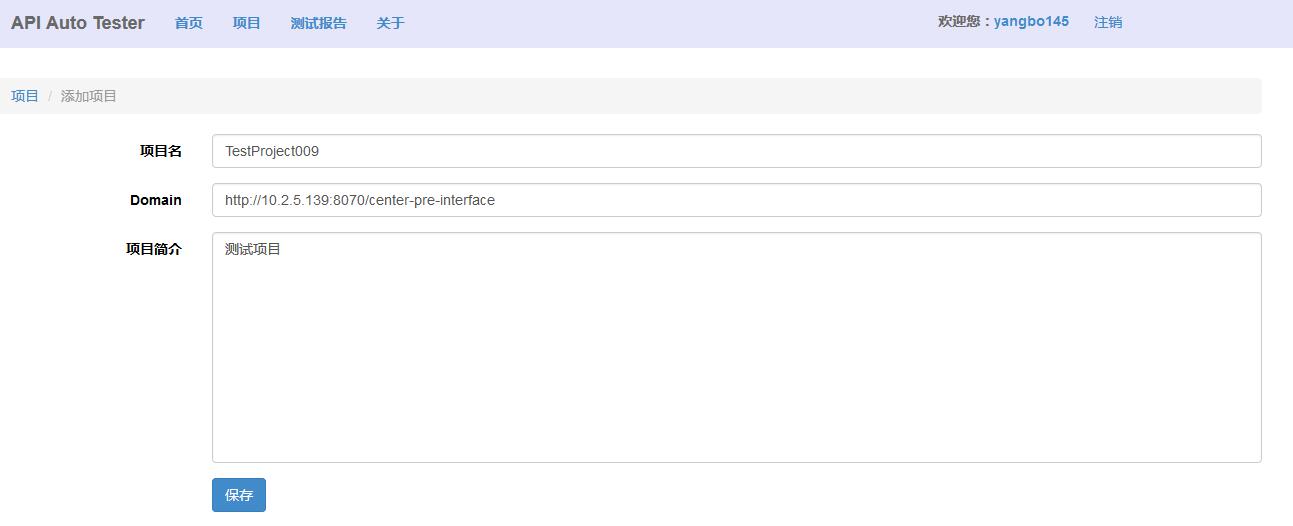 API Auto Tester 首页 项目 测试报告 关于 欢迎您：yangbo145 注销
项目 / 添加项目
项目名 TestProject009
Domain http://10.2.5.139:8070/center-pre-interface
项目简介 测试项目
保存